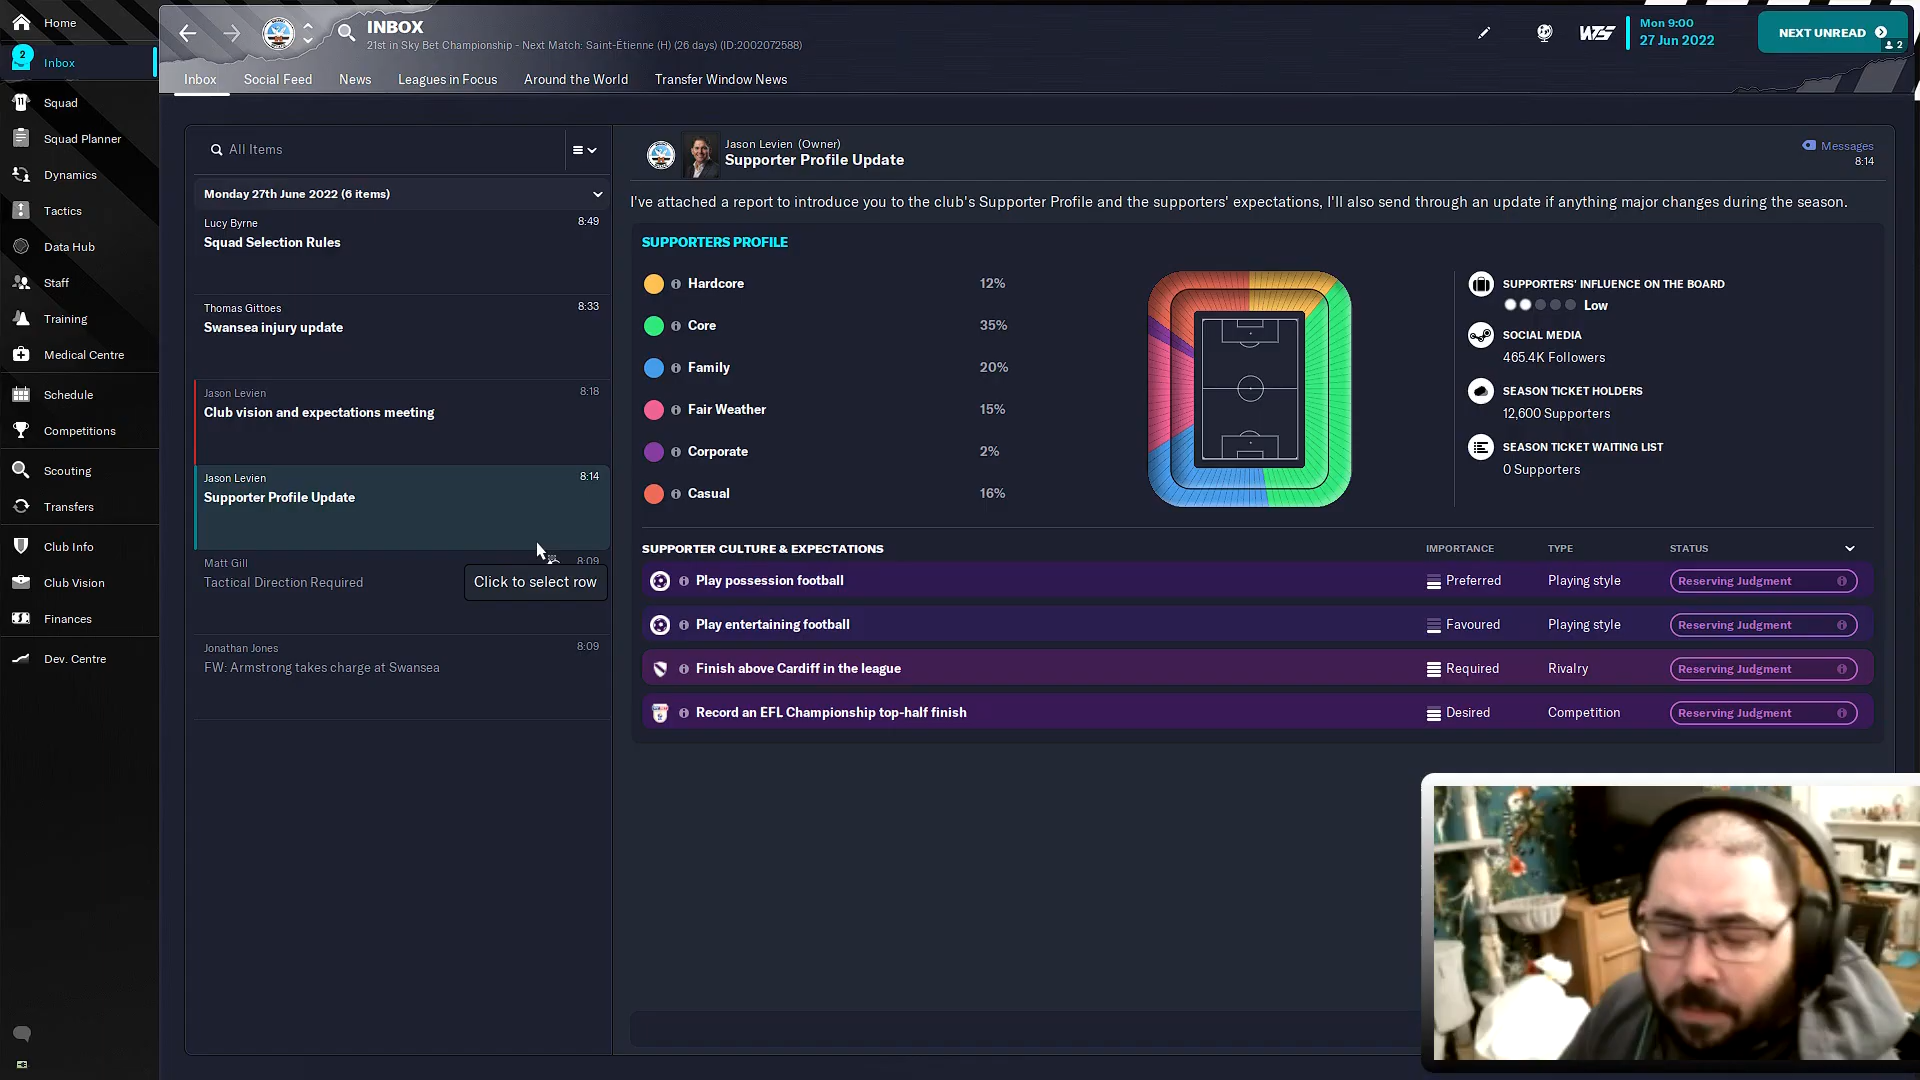 Home
2
Inbox
Squad
Squad Planner
Dynamics
Tactics
Data Hub
Staff
Training
Medical Centre
Schedule
Competitions
Scouting
Transfers
Club Info
Club Vision
Finances
Dev. Centre
INBOX
21st in Sky Bet Championship - Next Match: Saint-Étienne (H) (26 days) (ID:2002072588)
Mon 9:00
27 Jun 2022
NEXT UNREAD
2
Inbox
Social Feed
News
Leagues in Focus
Around the World
Transfer Window News
All Items
Monday 27th June 2022 (6 items)
Lucy Byrne 8:49
Squad Selection Rules
Thomas Gittoes 8:33
Swansea injury update
Jason Levien 8:18
Club vision and expectations meeting
Jason Levien 8:14
Supporter Profile Update
Matt Gill 8:09
Tactical Direction Required
Click to select row
Jonathan Jones 8:09
FW: Armstrong takes charge at Swansea
Jason Levien (Owner)
Supporter Profile Update
Messages
8:14
I've attached a report to introduce you to the club's Supporter Profile and the supporters' expectations, I'll also send through an update if anything major changes during the season.
SUPPORTERS PROFILE
Hardcore 12%
Core 35%
Family 20%
Fair Weather 15%
Corporate 2%
Casual 16%
SUPPORTERS' INFLUENCE ON THE BOARD
Low
SOCIAL MEDIA
465.4K Followers
SEASON TICKET HOLDERS
12,600 Supporters
SEASON TICKET WAITING LIST
0 Supporters
SUPPORTER CULTURE & EXPECTATIONS IMPORTANCE TYPE STATUS
Play possession football Preferred Playing style Reserving Judgment
Play entertaining football Favoured Playing style Reserving Judgment
Finish above Cardiff in the league Required Rivalry Reserving Judgment
Record an EFL Championship top-half finish Desired Competition Reserving Judgment